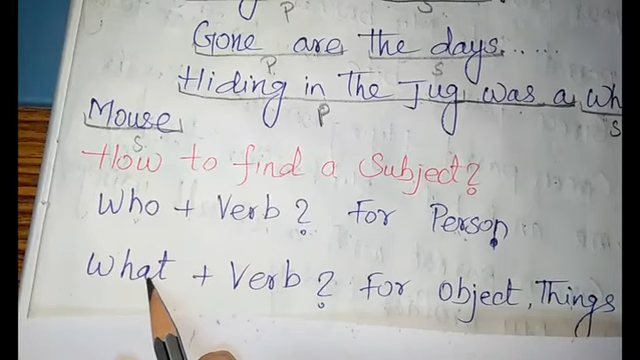 P S
Gone are the days......
P S
Hiding in The Jug was a Wh
P S
Mouse
S
How to find a Subject?
Who + Verb? For Person
What + Verb? For Object, Things